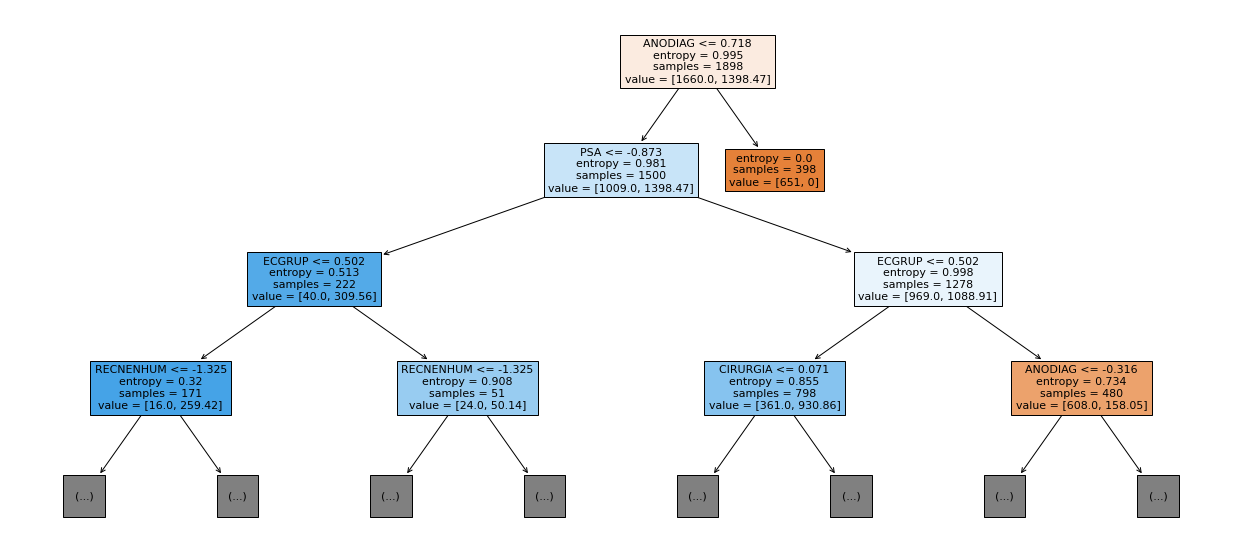 ANODIAG <= 0.718
entropy = 0.995
samples = 1898
value = [1660.0, 1398.47]
PSA <= -0.873
entropy = 0.981
samples = 1500
value = [1009.0, 1398.47]
entropy = 0.0
samples = 398
value = [651, 0]
ECGRUP <= 0.502
entropy = 0.513
samples = 222
value = [40.0, 309.56]
ECGRUP <= 0.502
entropy = 0.998
samples = 1278
value = [969.0, 1088.91]
RECNENHUM <= -1.325
entropy = 0.32
samples = 171
value = [16.0, 259.42]
RECNENHUM <= -1.325
entropy = 0.908
samples = 51
value = [24.0, 50.14]
CIRURGIA <= 0.071
entropy = 0.855
samples = 798
value = [361.0, 930.86]
ANODIAG <= -0.316
entropy = 0.734
samples = 480
value = [608.0, 158.05]
(...)
(...)
(...)
(...)
(...)
(...)
(...)
(...)